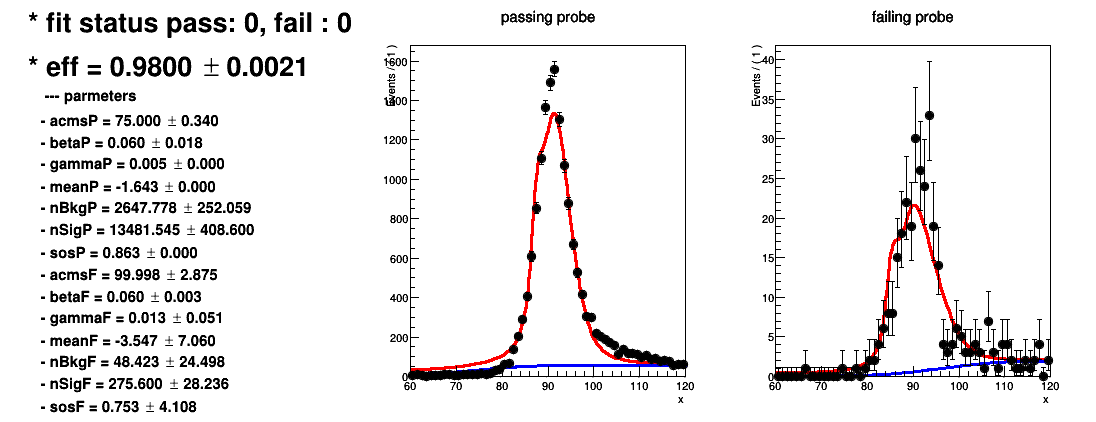 * fit status pass: 0, fail : 0
* eff = 0.9800 ± 0.0021
--- parmeters
- acmsP = 75.000 ± 0.340
- betaP = 0.060 ± 0.018
- gammaP = 0.005 ± 0.000
- meanP = -1.643 ± 0.000
- nBkgP = 2647.778 ± 252.059
- nSigP = 13481.545 ± 408.600
- sosP = 0.863 ± 0.000
- acmsF = 99.998 ± 2.875
- betaF = 0.060 ± 0.003
- gammaF = 0.013 ± 0.051
- meanF = -3.547 ± 7.060
- nBkgF = 48.423 ± 24.498
- nSigF = 275.600 ± 28.236
- sosF = 0.753 ± 4.108
passing probe
Events / ( 1 )
1600
1400
1200
1000
800
600
400
200
0
60 70 80 90 100 110 120
x
failing probe
Events / ( 1 )
40
35
30
25
20
15
10
5
0
60 70 80 90 100 110 120
x